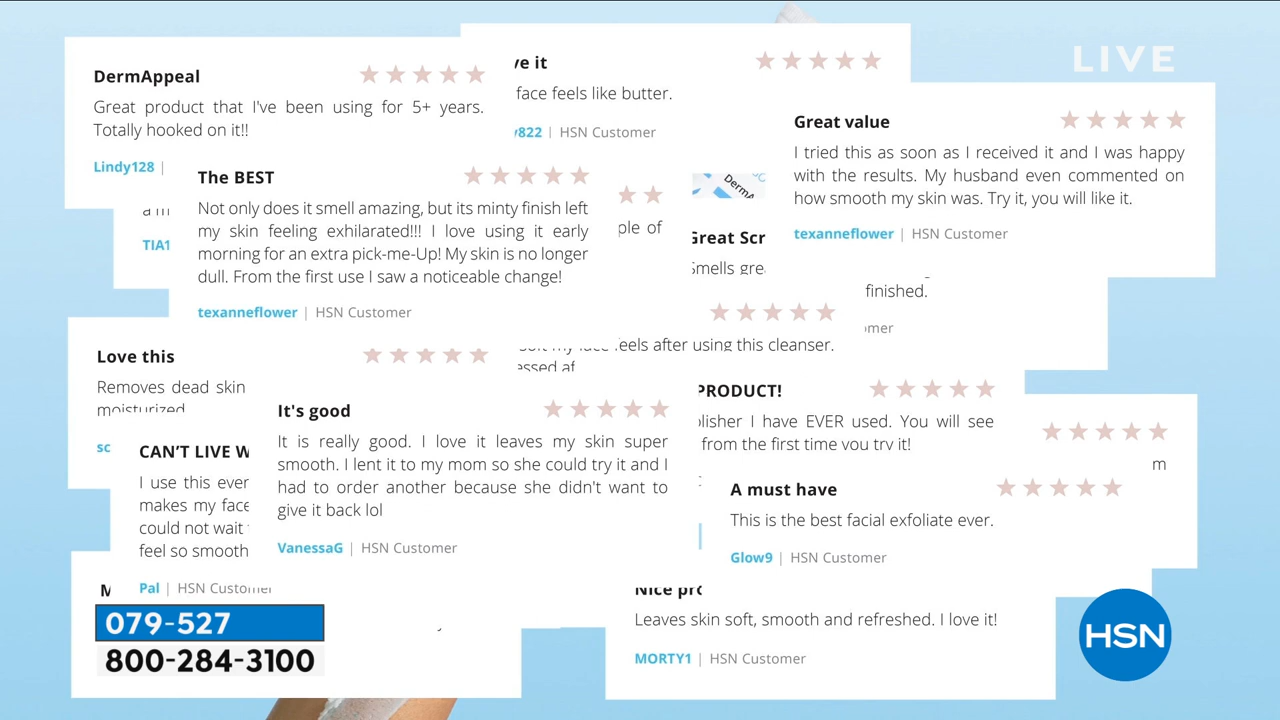 LIVE
DermAppeal
Great product that I've been using for 5+ years.
Totally hooked on it!!
Lindy128 |
it
face feels like butter.
| HSN Customer
Great value
I tried this as soon as I received it and I was happy
with the results. My husband even commented on
how smooth my skin was. Try it, you will like it.
texanneflower | HSN Customer
The BEST
Not only does it smell amazing, but its minty finish left
my skin feeling exhilarated!!! I love using it early
morning for an extra pick-me-Up! My skin is no longer
dull. From the first use I saw a noticeable change!
texanneflower | HSN Customer
TIA1
of
Great
finished.
my face feels after using this cleanser.
Love this
Removes dead skin
moisturized
It's good
It is really good. I love it leaves my skin super
smooth. I lent it to my mom so she could try it and I
had to order another because she didn't want to
give it back lol
VanessaG | HSN Customer
CAN'T LIVE
I use this
makes my face
could not wait
feel so smooth
Pal | HSN Customer
PRODUCT!
I have EVER used. You will see
from the first time you try it!
A must have
This is the best facial exfoliate ever.
Glow9 | HSN Customer
Nice
Leaves skin soft, smooth and refreshed. I love it!
MORTY1 | HSN Customer
079-527
800-284-3100
HSN